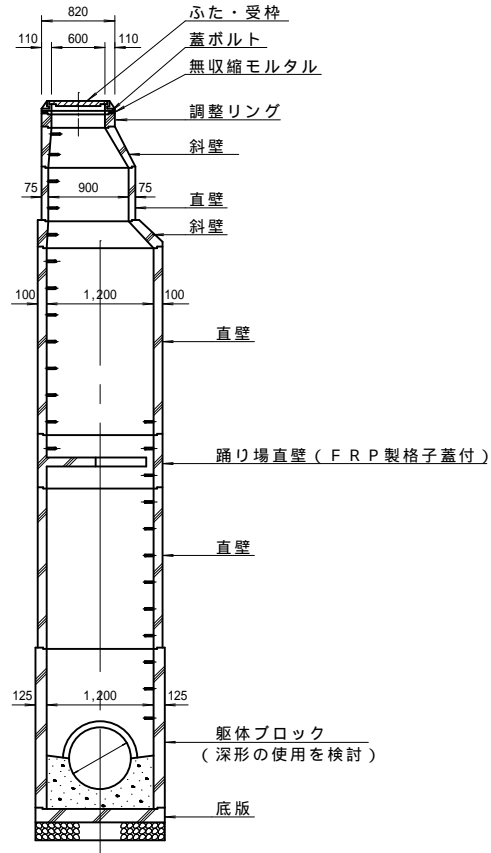 820
110 600 110
ふた・受枠
蓋ボルト
無収縮モルタル
調整リング
斜壁
75 900 75
直壁
斜壁
100 1,200 100
直壁
踊り場直壁（ＦＲＰ製格子蓋付）
直壁
125 1,200 125
躯体ブロック
（深形の使用を検討）
底版